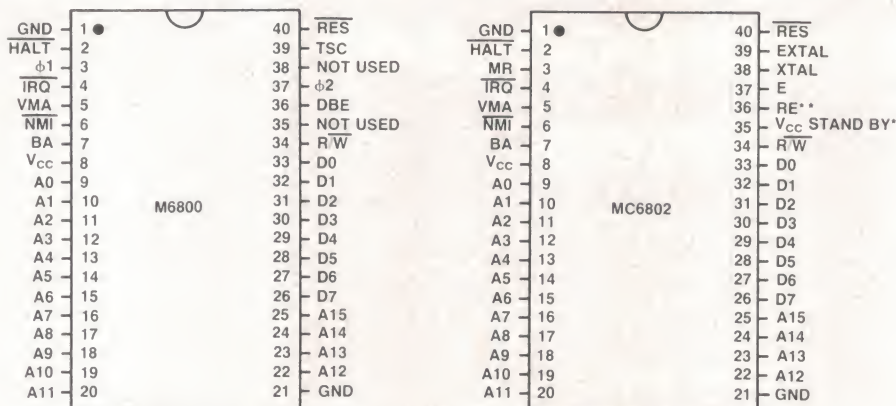 GND 1 40 RES
HALT 2 39 TSC
ϕ1 3 38 NOT USED
IRQ 4 37 ϕ2
VMA 5 36 DBE
NMI 6 35 NOT USED
BA 7 34 R/W
VCC 8 33 D0
A0 9 32 D1
A1 10 31 D2
M6800
A2 11 30 D3
A3 12 29 D4
A4 13 28 D5
A5 14 27 D6
A6 15 26 D7
A7 16 25 A15
A8 17 24 A14
A9 18 23 A13
A10 19 22 A12
A11 20 21 GND
GND 1 40 RES
HALT 2 39 EXTAL
MR 3 38 XTAL
IRQ 4 37 E
VMA 5 36 RE**
NMI 6 35 VCC STAND BY*
BA 7 34 R/W
VCC 8 33 D0
A0 9 32 D1
A1 10 31 D2
MC6802
A2 11 30 D3
A3 12 29 D4
A4 13 28 D5
A5 14 27 D6
A6 15 26 D7
A7 16 25 A15
A8 17 24 A14
A9 18 23 A13
A10 19 22 A12
A11 20 21 GND